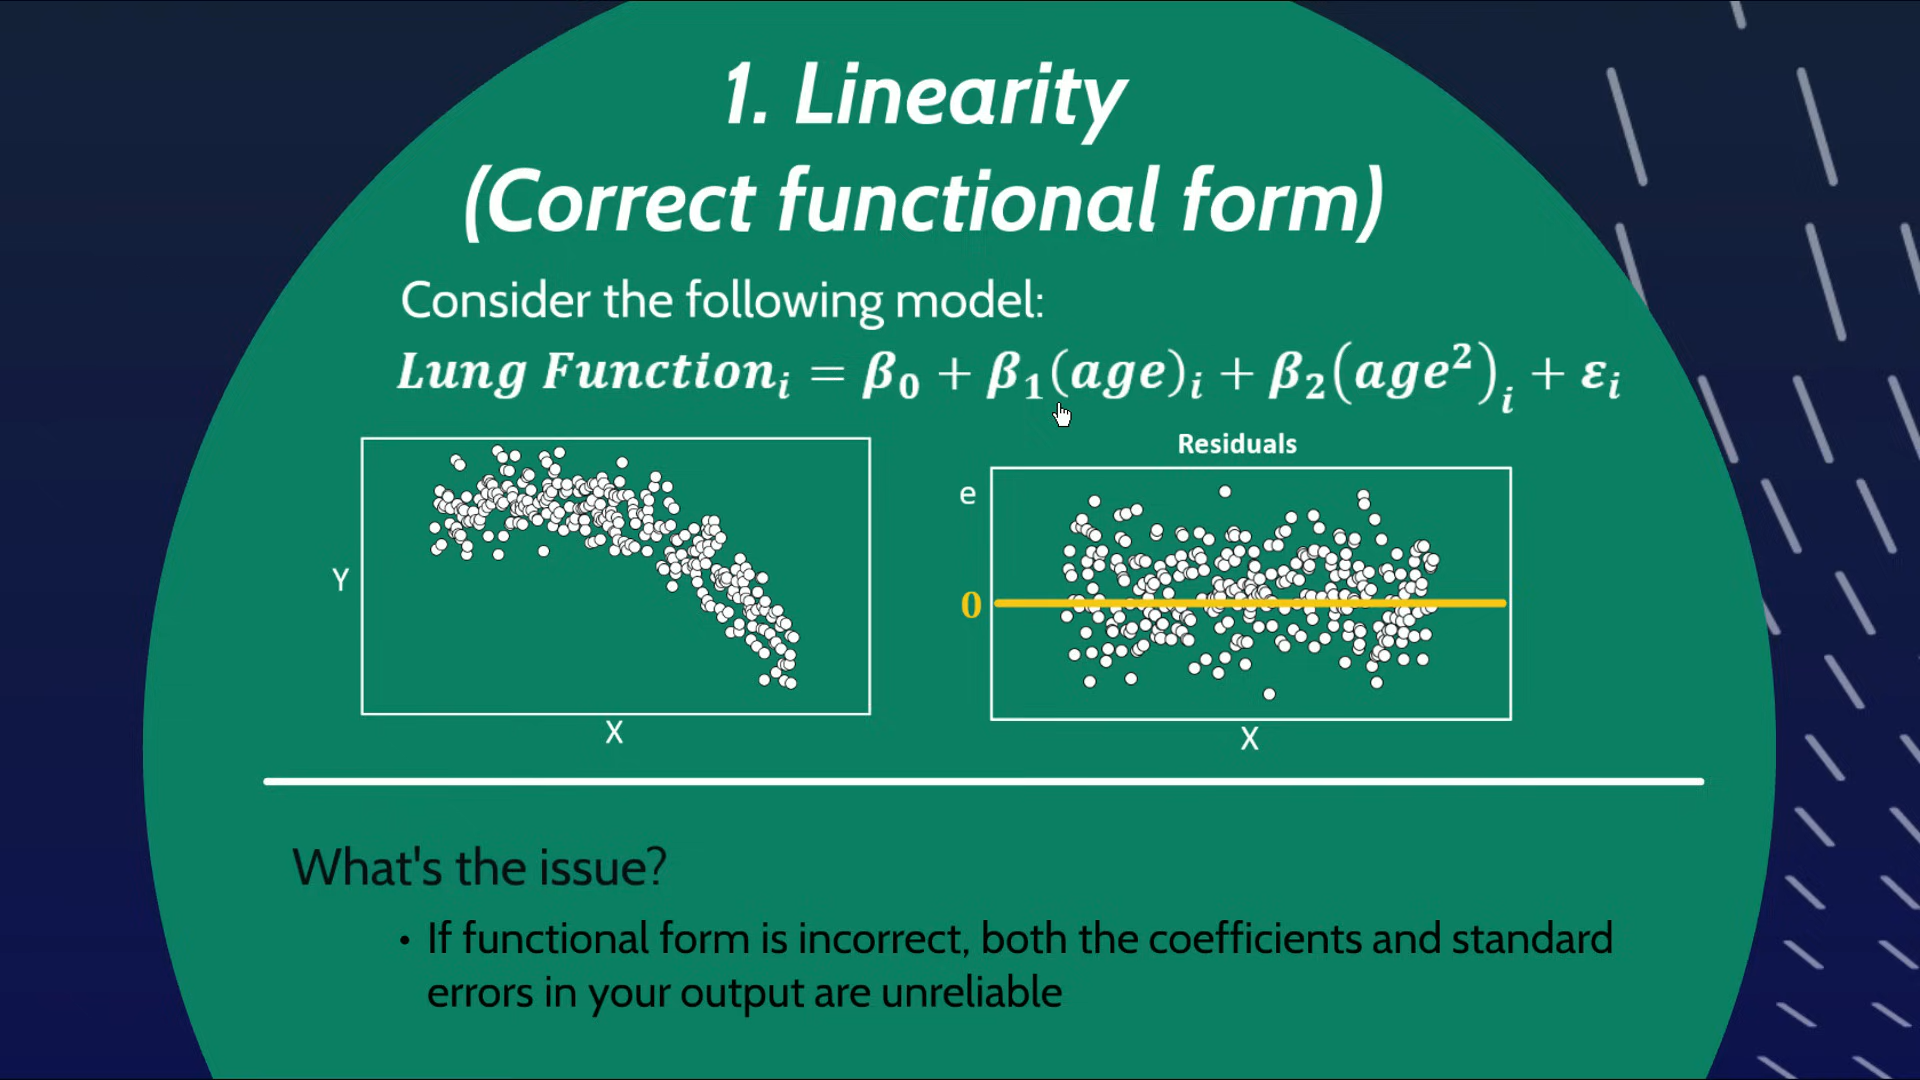 1. Linearity
(Correct functional form)
Consider the following model:
Lung Functionᵢ = β₀ + β₁(age)ᵢ + β₂(age²)ᵢ + εᵢ
Residuals
e
Y
0
X
X
What's the issue?
• If functional form is incorrect, both the coefficients and standard
errors in your output are unreliable